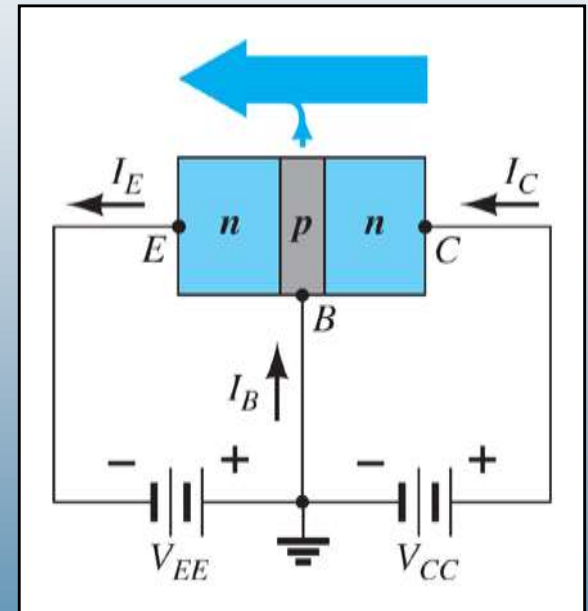 I_E I_C
n p n
E C
B
I_B
− + − +
V_EE V_CC